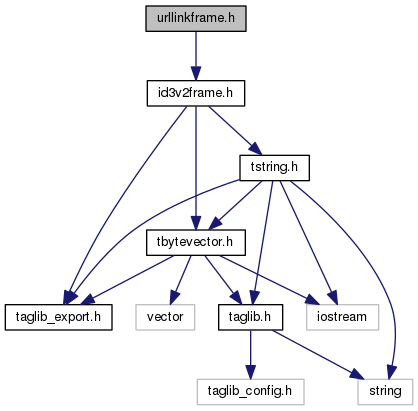 urllinkframe.h
id3v2frame.h
tstring.h
tbytevector.h
taglib_export.h
vector
taglib.h
iostream
taglib_config.h
string